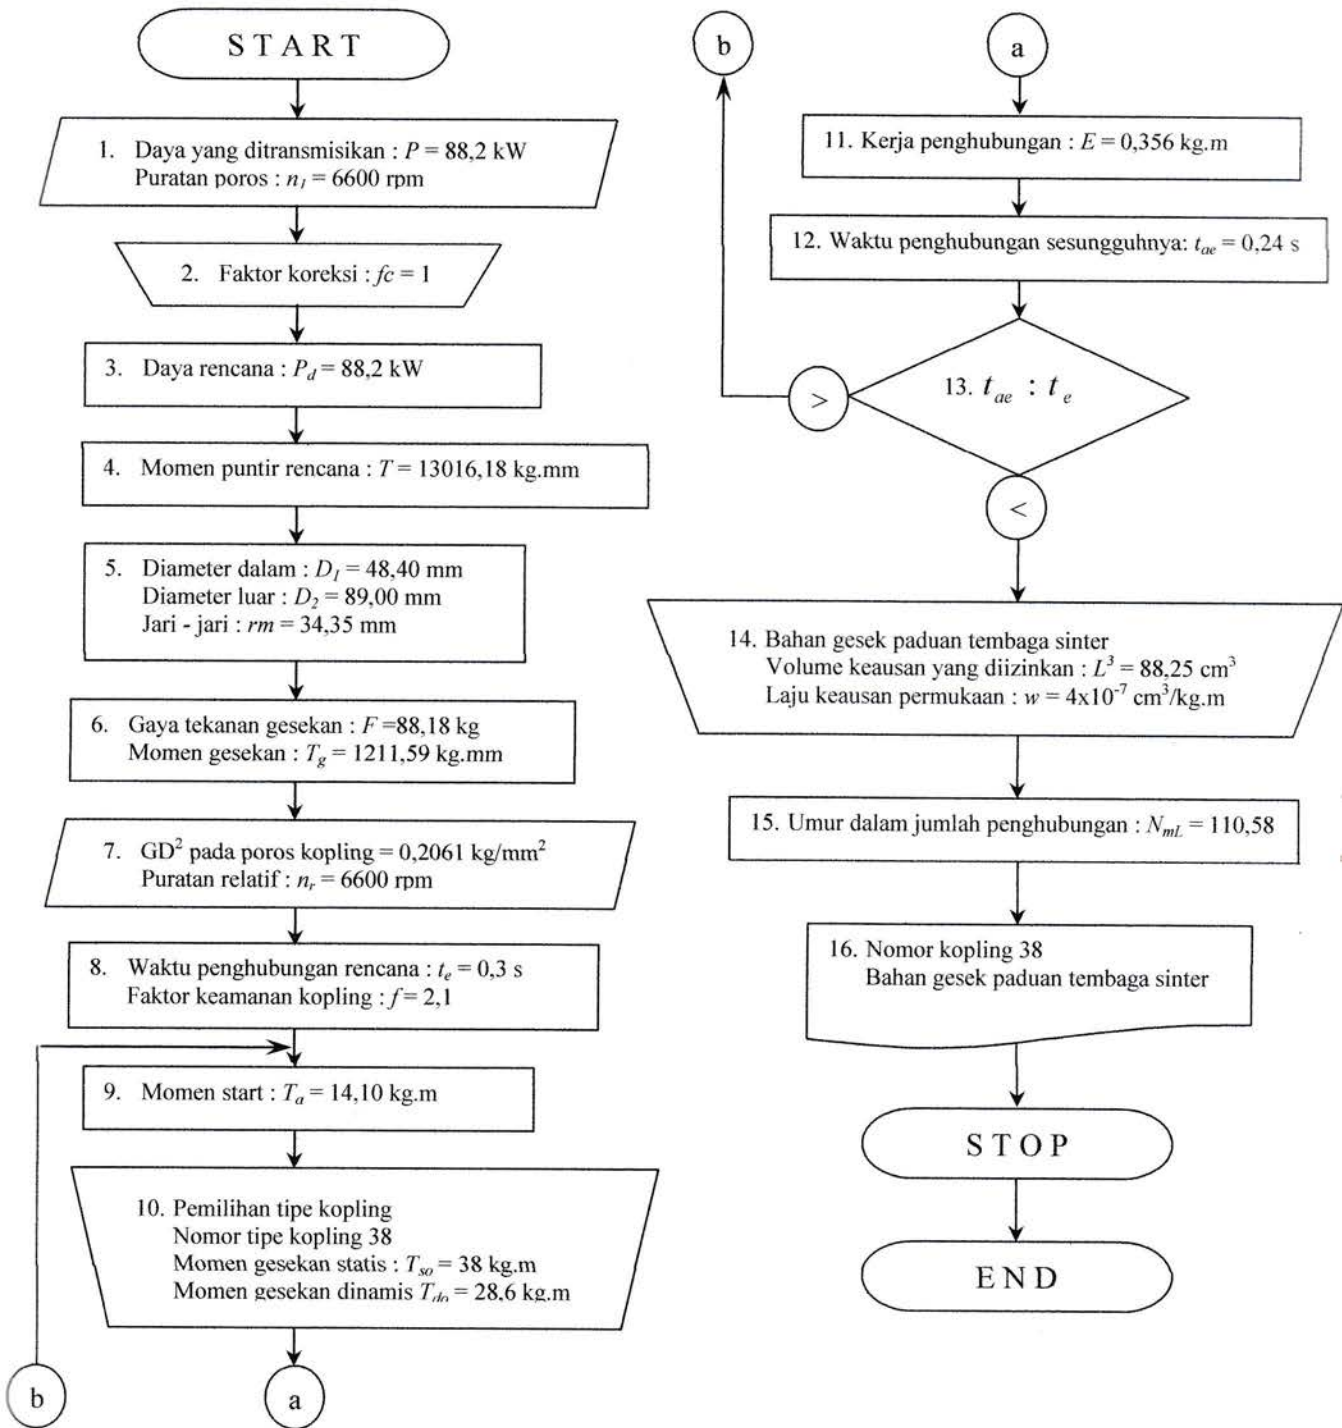 START
1. Daya yang ditransmisikan : P = 88,2 kW
Puratan poros : n₁ = 6600 rpm
2. Faktor koreksi : fc = 1
3. Daya rencana : P_d = 88,2 kW
4. Momen puntir rencana : T = 13016,18 kg.mm
5. Diameter dalam : D₁ = 48,40 mm
Diameter luar : D₂ = 89,00 mm
Jari - jari : rm = 34,35 mm
6. Gaya tekanan gesekan : F =88,18 kg
Momen gesekan : T_g = 1211,59 kg.mm
7. GD² pada poros kopling = 0,2061 kg/mm²
Puratan relatif : n_r = 6600 rpm
8. Waktu penghubungan rencana : t_e = 0,3 s
Faktor keamanan kopling : f = 2,1
9. Momen start : T_a = 14,10 kg.m
10. Pemilihan tipe kopling
Nomor tipe kopling 38
Momen gesekan statis : T_so = 38 kg.m
Momen gesekan dinamis T_do = 28,6 kg.m
b
a
b
a
11. Kerja penghubungan : E = 0,356 kg.m
12. Waktu penghubungan sesungguhnya: t_ae = 0,24 s
13. t_ae : t_e
>
<
14. Bahan gesek paduan tembaga sinter
Volume keausan yang diizinkan : L³ = 88,25 cm³
Laju keausan permukaan : w = 4x10⁻⁷ cm³/kg.m
15. Umur dalam jumlah penghubungan : N_mL = 110,58
16. Nomor kopling 38
Bahan gesek paduan tembaga sinter
STOP
END